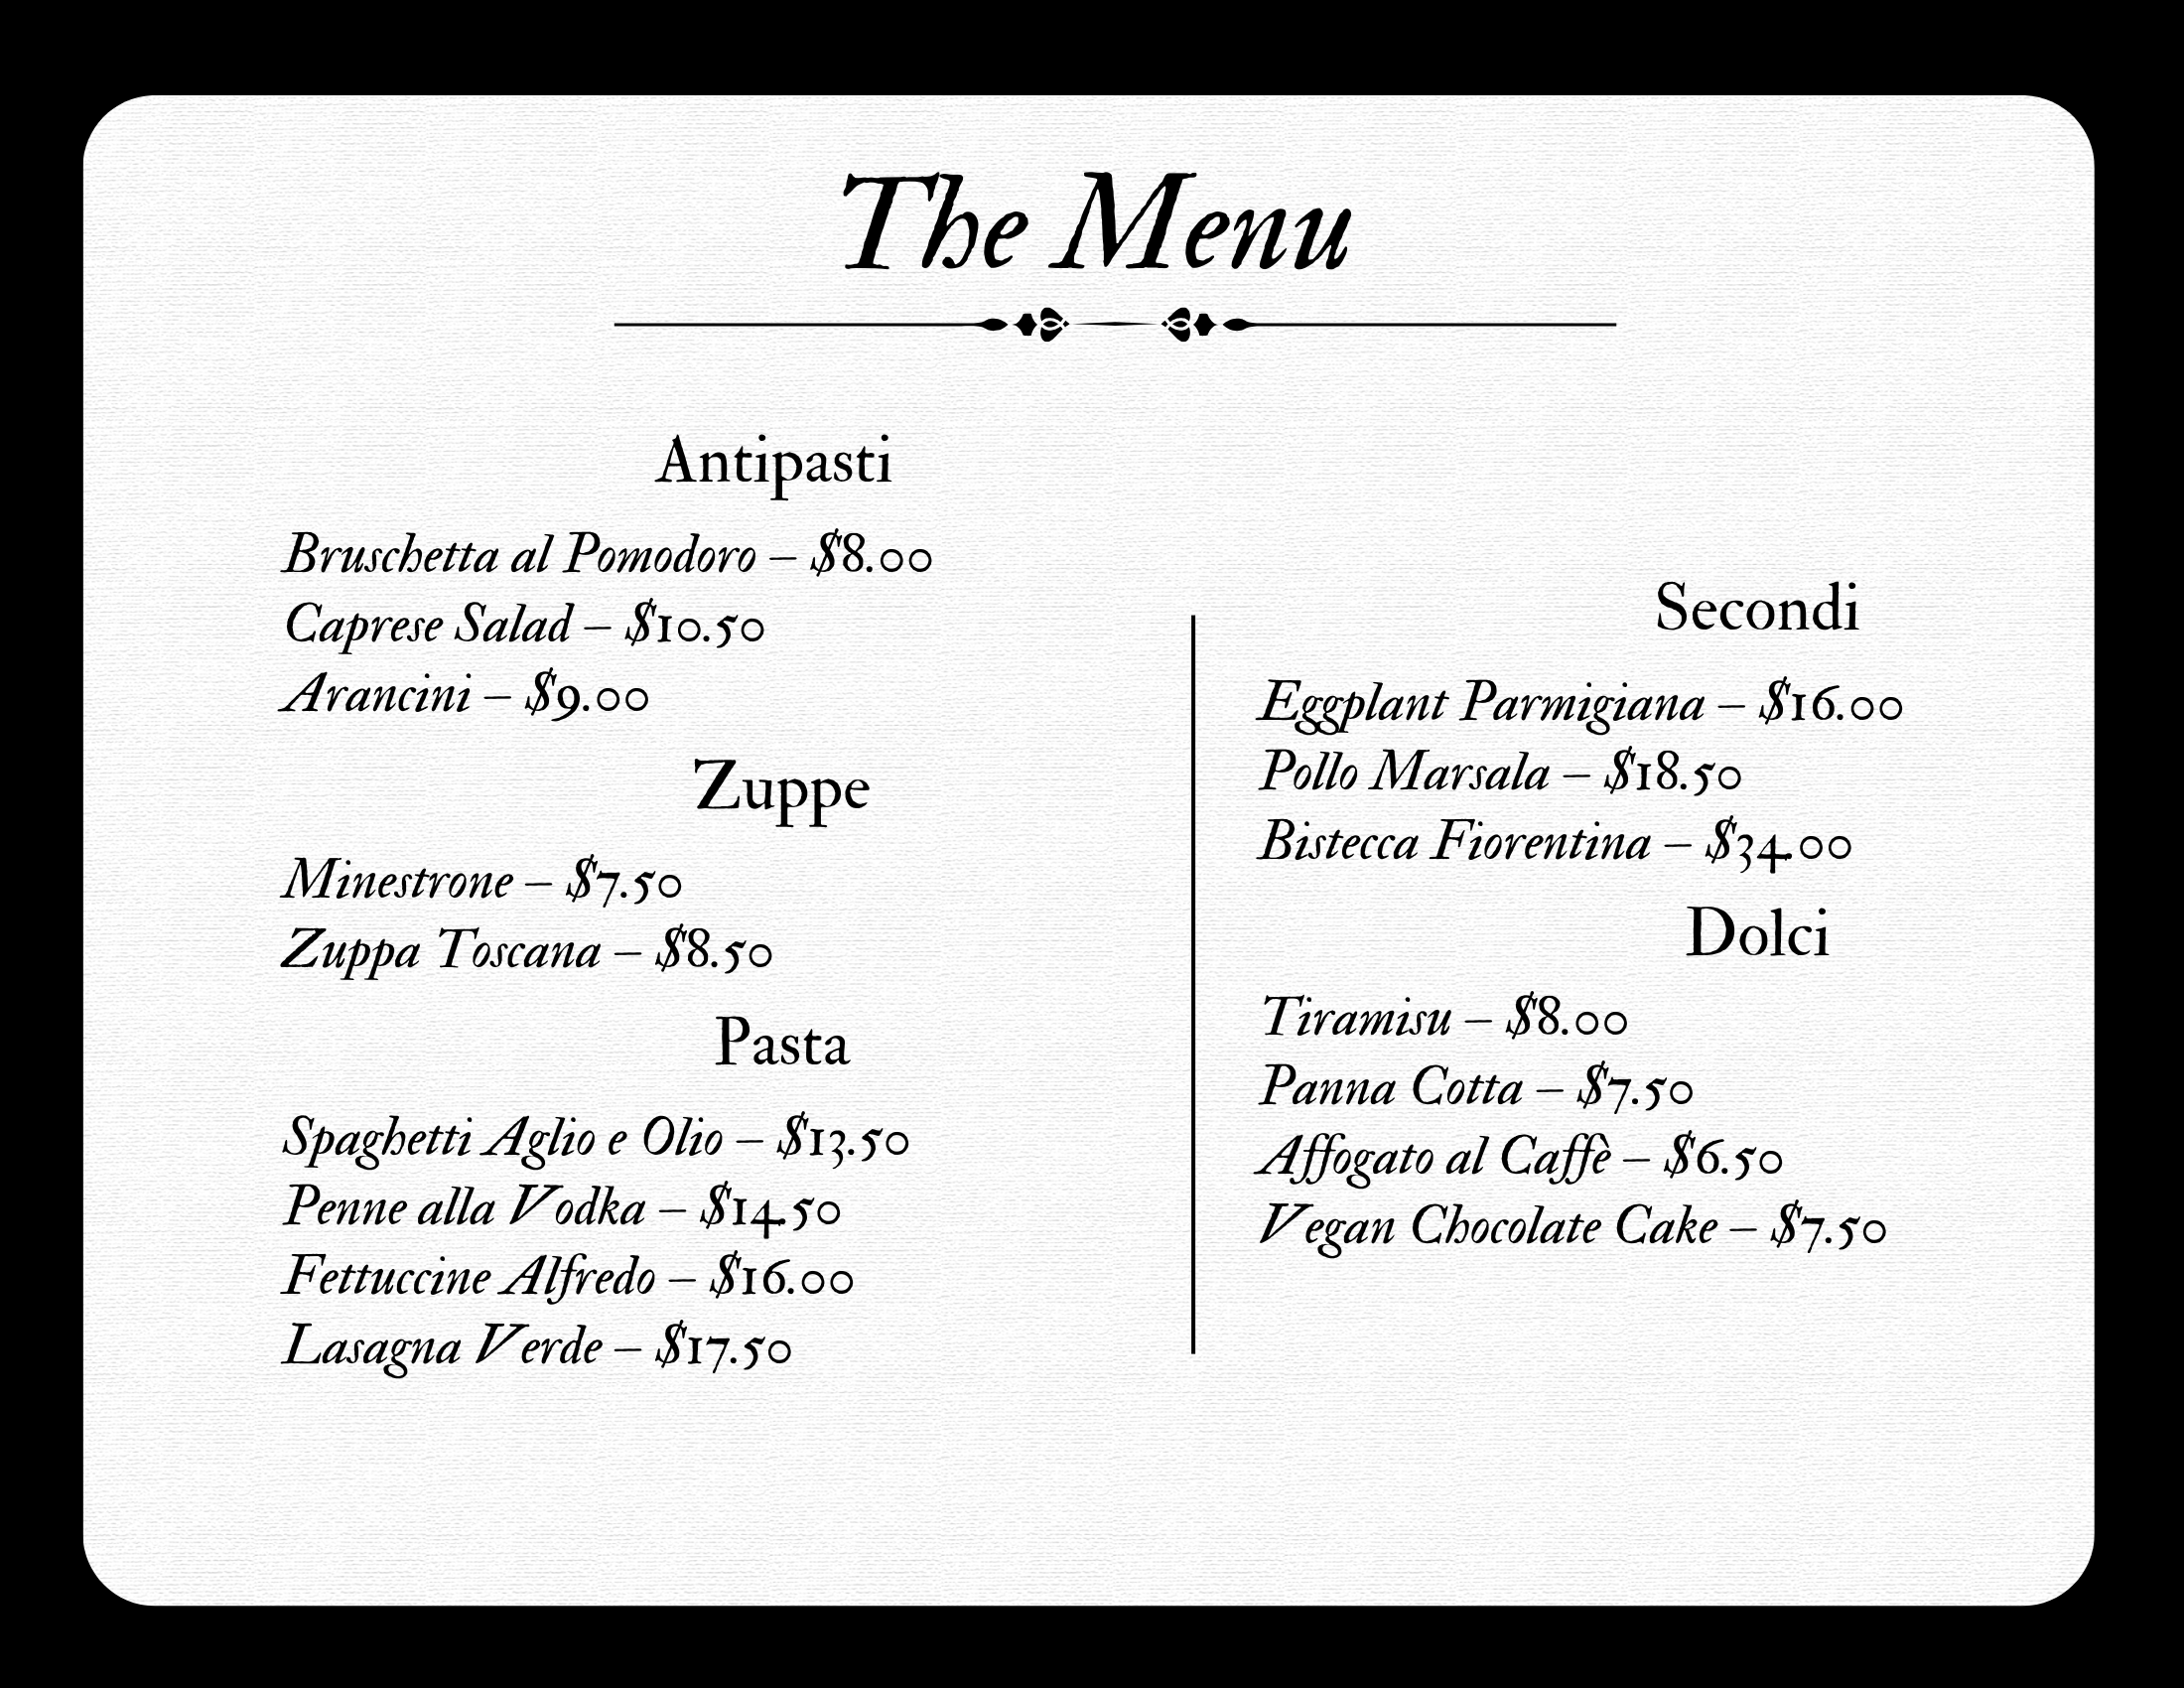 The Menu
Antipasti
Bruschetta al Pomodoro – $8.00
Caprese Salad – $10.50
Arancini – $9.00
Zuppe
Minestrone – $7.50
Zuppa Toscana – $8.50
Pasta
Spaghetti Aglio e Olio – $13.50
Penne alla Vodka – $14.50
Fettuccine Alfredo – $16.00
Lasagna Verde – $17.50
Secondi
Eggplant Parmigiana – $16.00
Pollo Marsala – $18.50
Bistecca Fiorentina – $34.00
Dolci
Tiramisu – $8.00
Panna Cotta – $7.50
Affogato al Caffè – $6.50
Vegan Chocolate Cake – $7.50